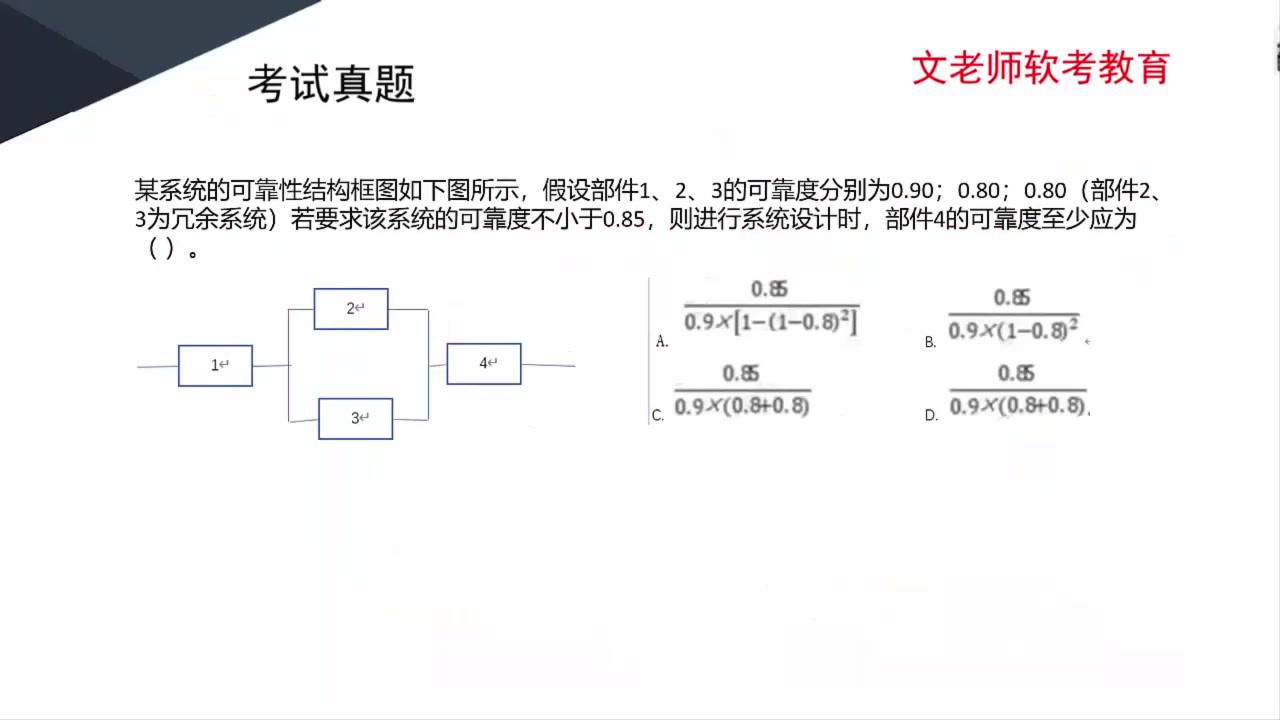 考试真题
文老师软考教育
某系统的可靠性结构框图如下图所示，假设部件1、2、3的可靠度分别为0.90；0.80；0.80（部件2、
3为冗余系统）若要求该系统的可靠度不小于0.85，则进行系统设计时，部件4的可靠度至少应为
（ ）。
1↵
2↵
3↵
4↵
A. 0.85 / 0.9×[1−(1−0.8)²]
B. 0.85 / 0.9×(1−0.8)²
C. 0.85 / 0.9×(0.8+0.8)
D. 0.85 / 0.9×(0.8+0.8)